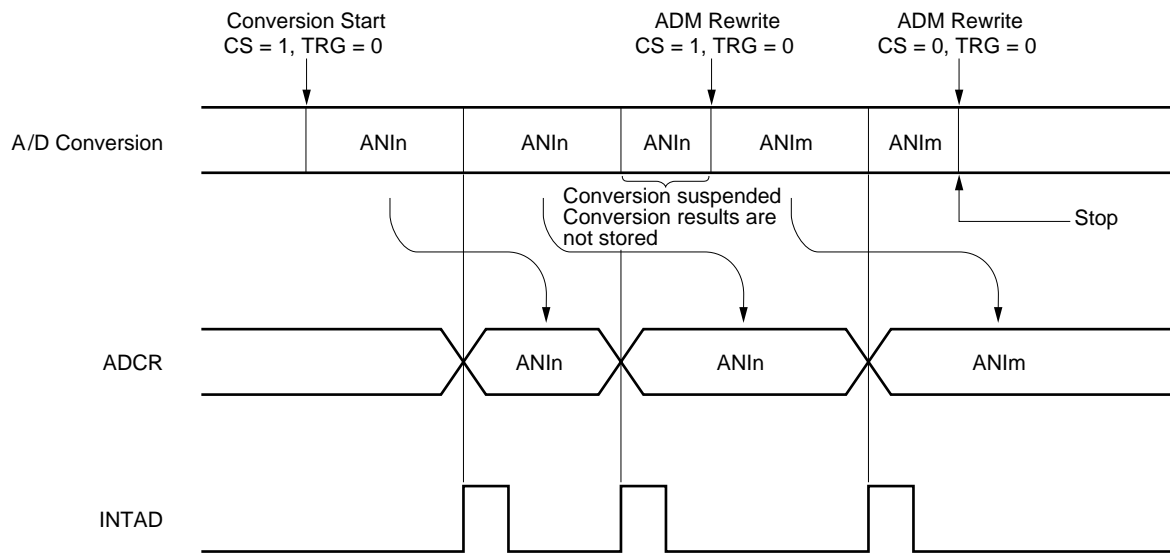 Conversion Start
CS = 1, TRG = 0
ADM Rewrite
CS = 1, TRG = 0
ADM Rewrite
CS = 0, TRG = 0
A/D Conversion
ANIn
ANIn
ANIn
ANIm
ANIm
Conversion suspended
Conversion results are
not stored
Stop
ADCR
ANIn
ANIn
ANIm
INTAD